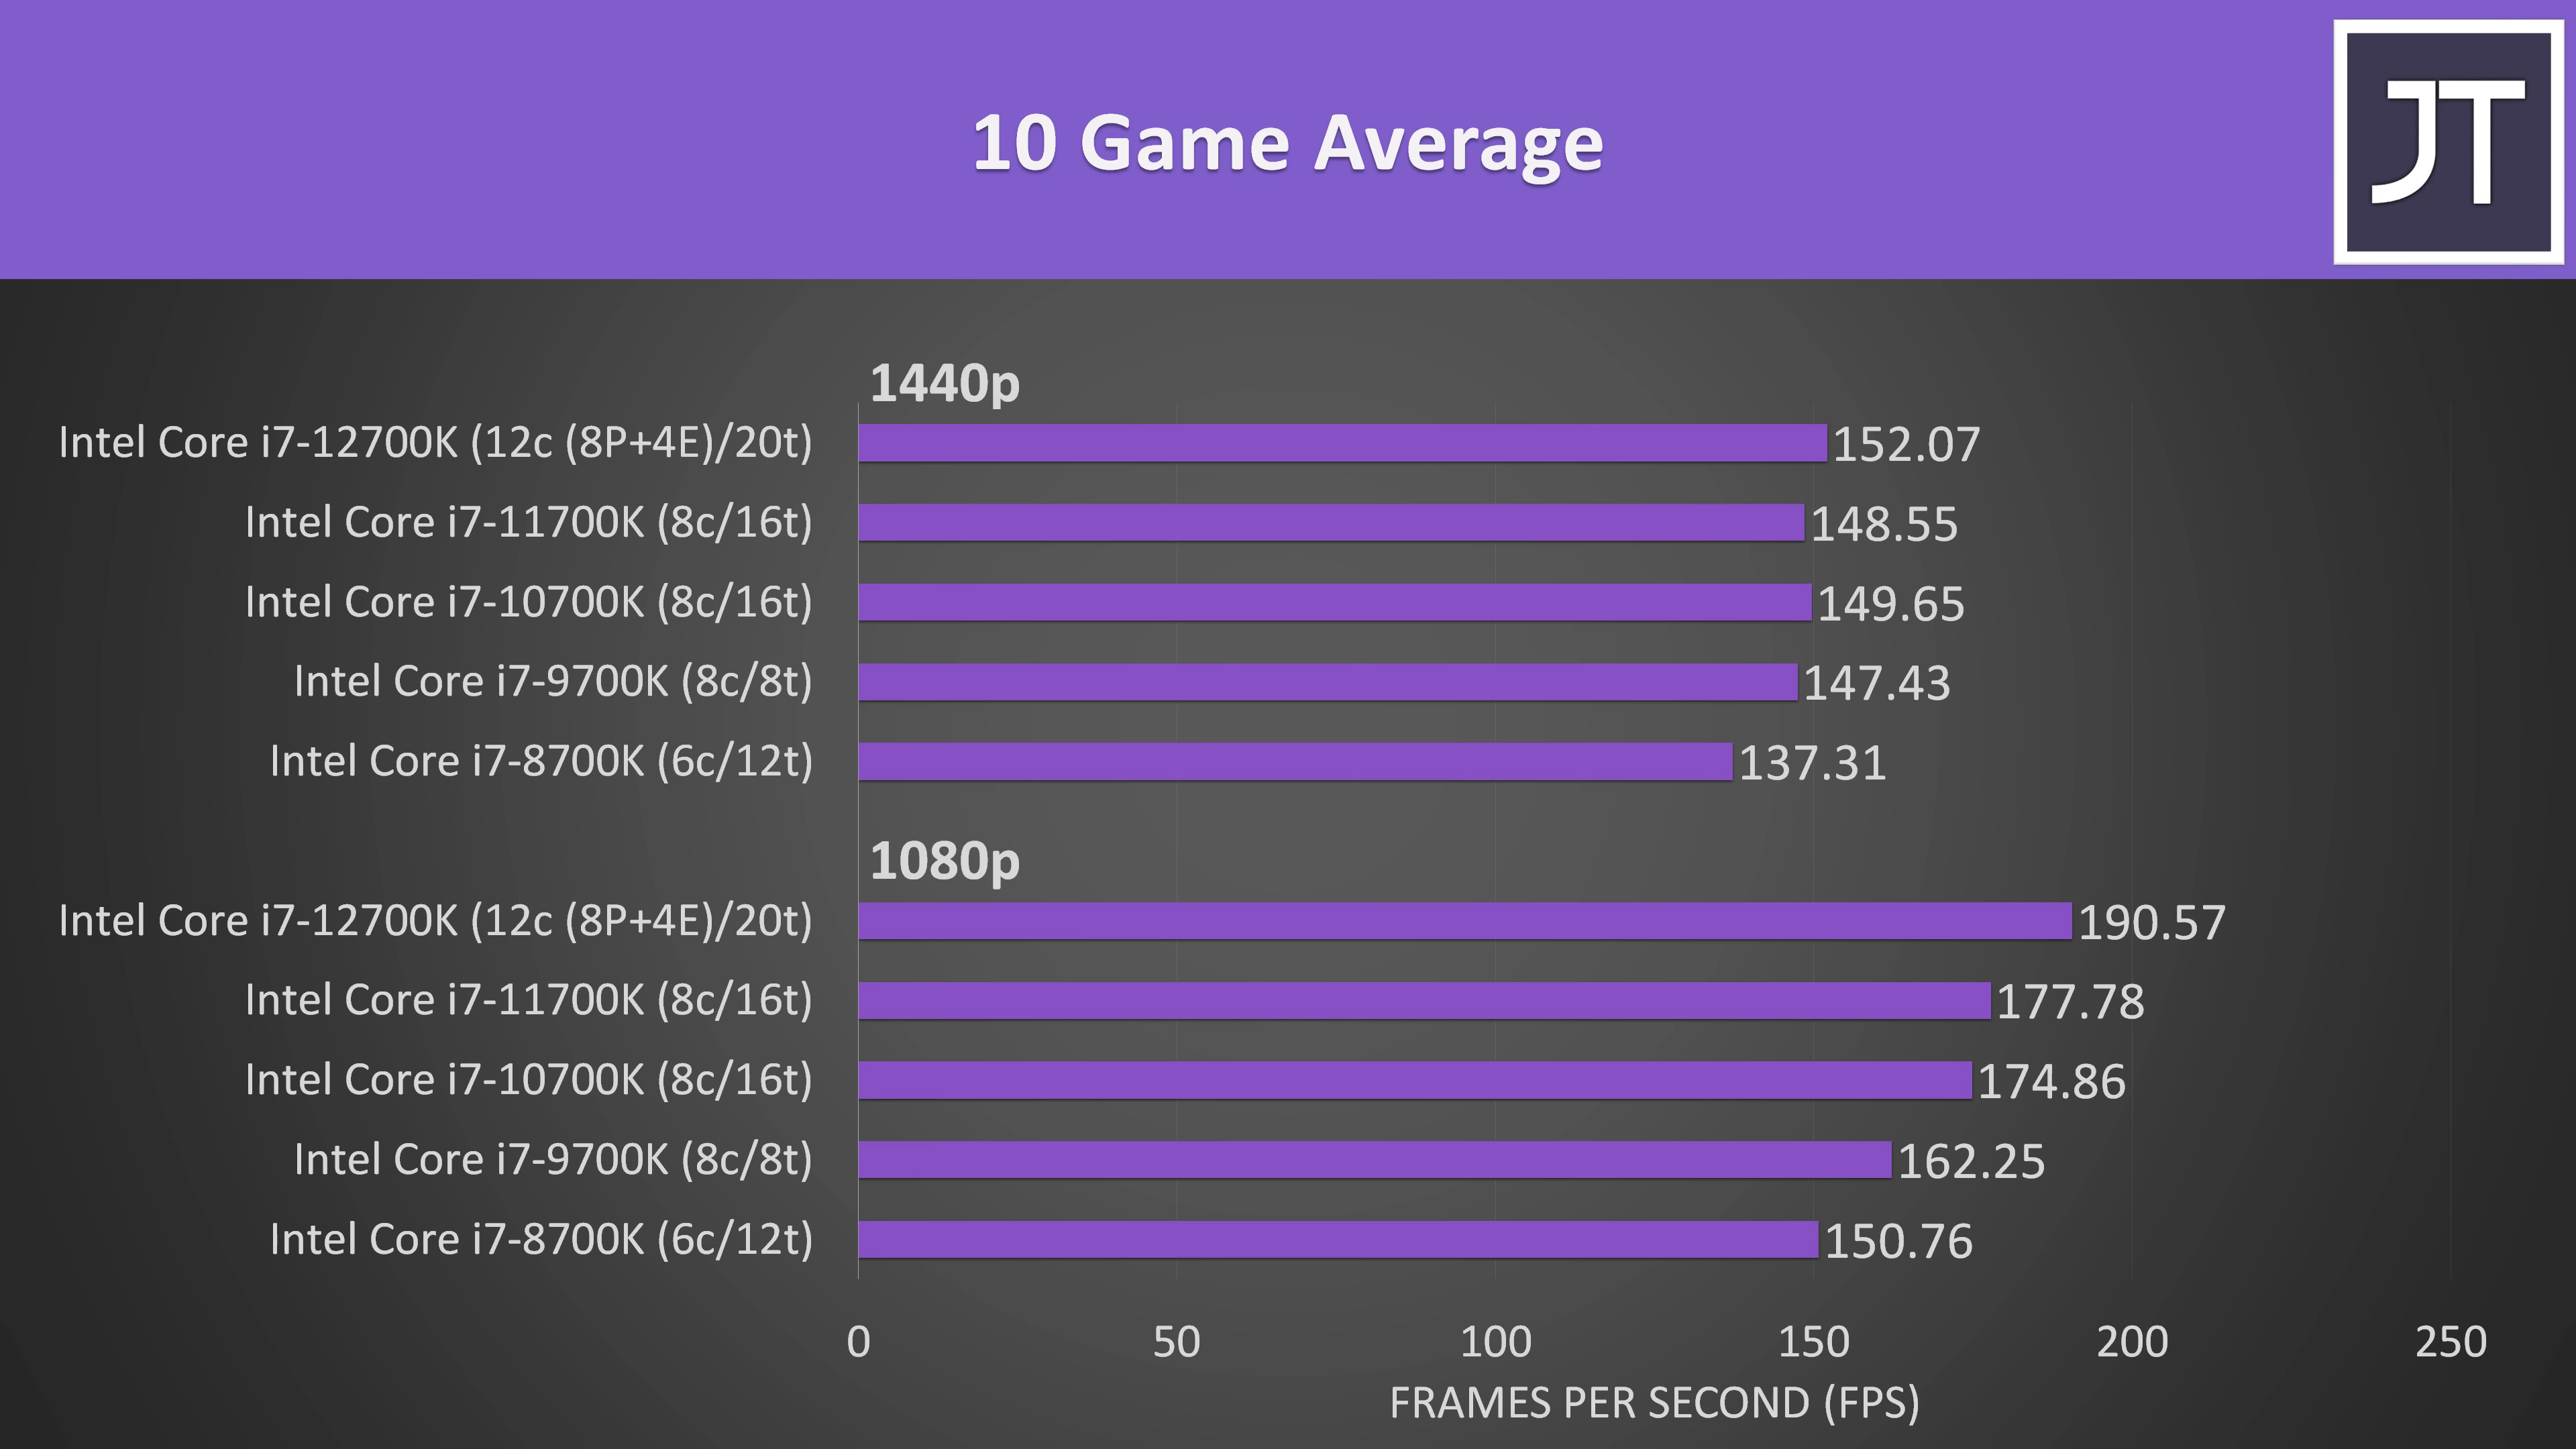 10 Game Average
JT
1440p
Intel Core i7-12700K (12c (8P+4E)/20t) 152.07
Intel Core i7-11700K (8c/16t) 148.55
Intel Core i7-10700K (8c/16t) 149.65
Intel Core i7-9700K (8c/8t) 147.43
Intel Core i7-8700K (6c/12t) 137.31
1080p
Intel Core i7-12700K (12c (8P+4E)/20t) 190.57
Intel Core i7-11700K (8c/16t) 177.78
Intel Core i7-10700K (8c/16t) 174.86
Intel Core i7-9700K (8c/8t) 162.25
Intel Core i7-8700K (6c/12t) 150.76
0 50 100 150 200 250
FRAMES PER SECOND (FPS)